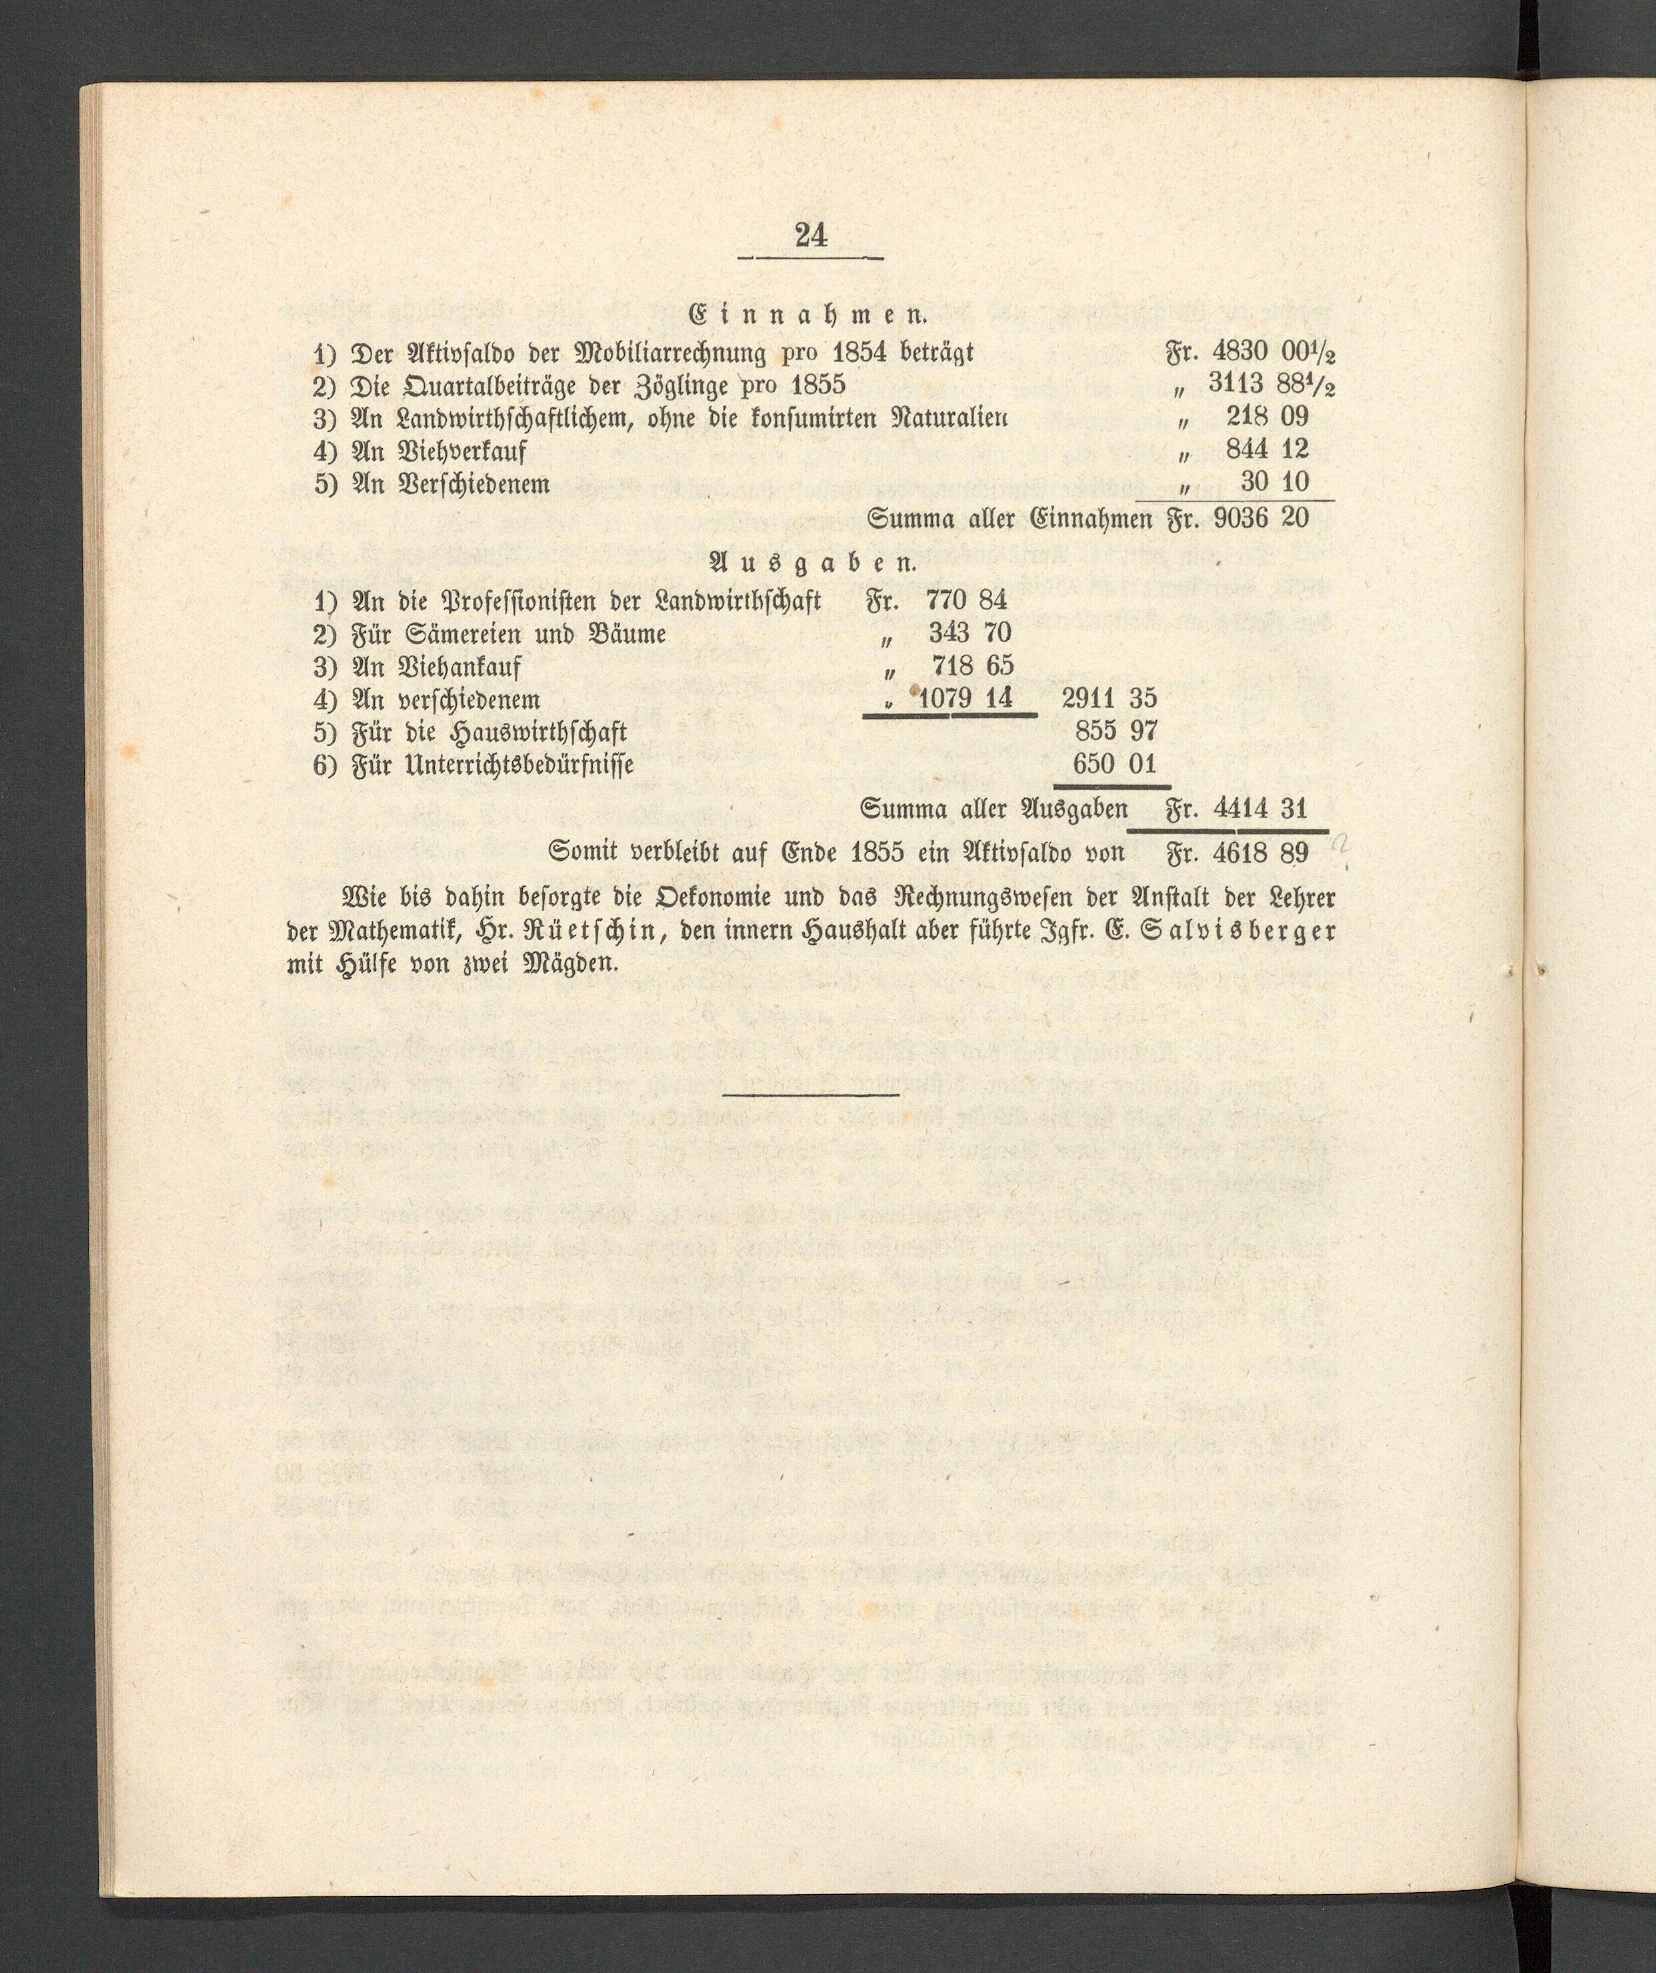 24
Einnahmen.
1) Der Aktivsaldo der Mobiliarrechnung pro 1854 beträgt Fr. 4830 00½
2) Die Quartalbeiträge der Zöglinge pro 1855 „ 3113 88½
3) An Landwirthschaftlichem, ohne die konsumirten Naturalien „ 218 09
4) An Viehverkauf „ 844 12
5) An Verschiedenem „ 30 10
Summa aller Einnahmen Fr. 9036 20
Ausgaben.
1) An die Professionisten der Landwirthschaft Fr. 770 84
2) Für Sämereien und Bäume „ 343 70
3) An Viehankauf „ 718 65
4) An verschiedenem „ 1079 14 2911 35
5) Für die Hauswirthschaft 855 97
6) Für Unterrichtsbedürfnisse 650 01
Summa aller Ausgaben Fr. 4414 31
Somit verbleibt auf Ende 1855 ein Aktivsaldo von Fr. 4618 89
Wie bis dahin besorgte die Oekonomie und das Rechnungswesen der Anstalt der Lehrer
der Mathematik, Hr. Rüetschin, den innern Haushalt aber führte Jgfr. E. Salvisberger
mit Hülfe von zwei Mägden.